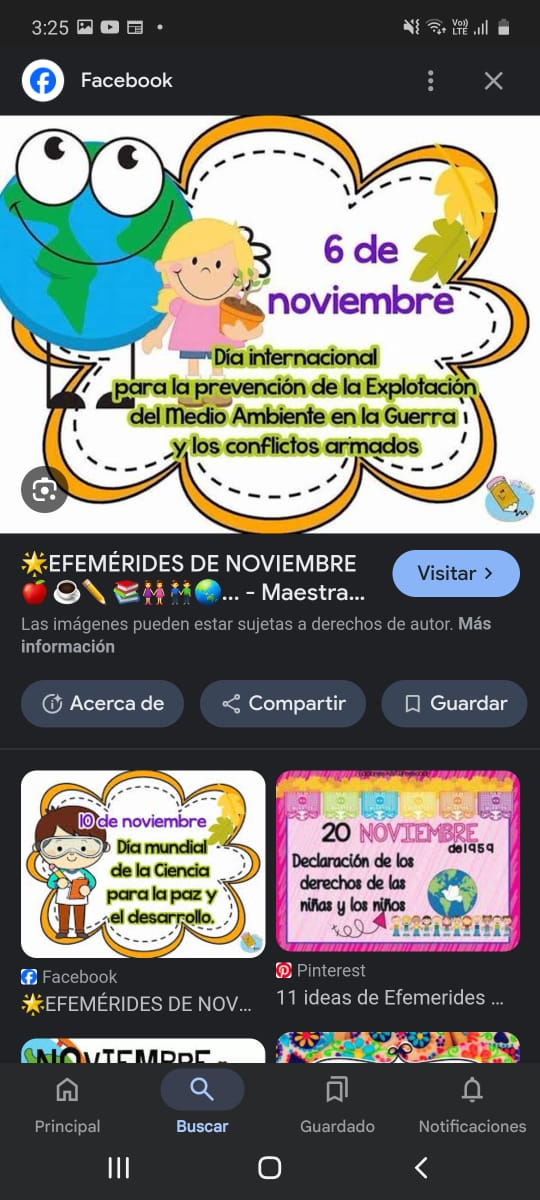 3:25
Vo))
LTE
Facebook
6 de
noviembre
Día internacional
para la prevención de la Explotación
del Medio Ambiente en la Guerra
y los conflictos armados
🌟EFEMÉRIDES DE NOVIEMBRE
🍎☕✏️ 📚👭👫🌏... - Maestra...
Visitar >
Las imágenes pueden estar sujetas a derechos de autor. Más
información
Acerca de
Compartir
Guardar
10 de noviembre
Día mundial
de la Ciencia
para la paz y
el desarrollo.
Facebook
🌟EFEMÉRIDES DE NOV...
20 NOVIEMBRE
de1959
Declaración de los
derechos de las
niñas y los niños
Pinterest
11 ideas de Efemerides ...
NOVIEMBRE
Principal
Buscar
Guardado
Notificaciones